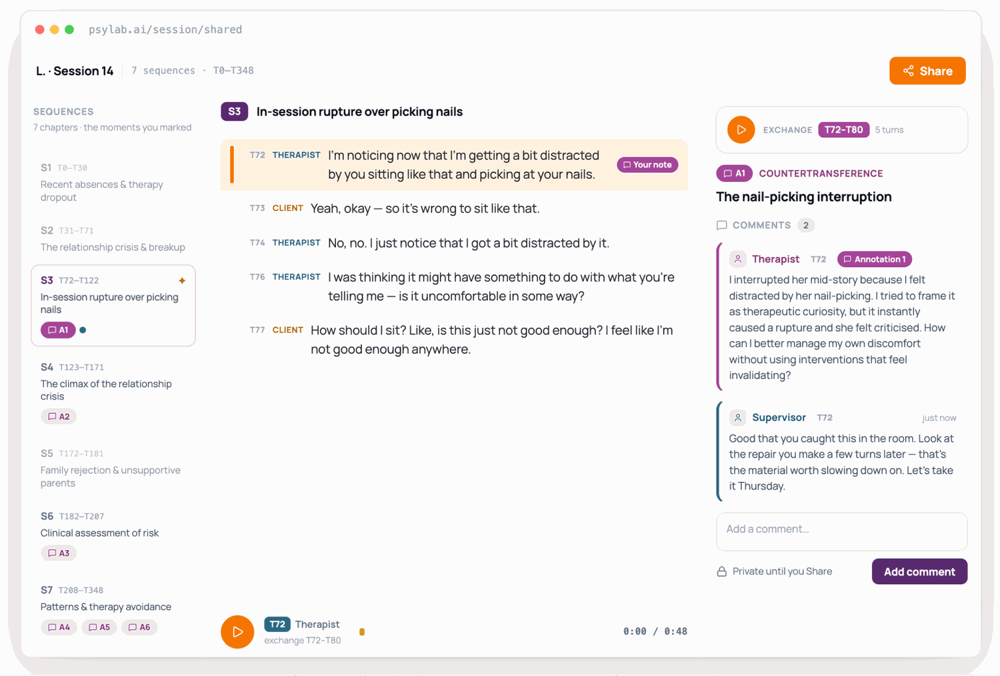 psylab.ai/session/shared
L. · Session 14
7 sequences · T0–T348
Share
SEQUENCES
7 chapters · the moments you marked
S1 T0–T30
Recent absences & therapy
dropout
S2 T31–T71
The relationship crisis & breakup
S3 T72–T122
In-session rupture over picking
nails
A1
S4 T123–T171
The climax of the relationship
crisis
A2
S5 T172–T181
Family rejection & unsupportive
parents
S6 T182–T207
Clinical assessment of risk
A3
S7 T208–T348
Patterns & therapy avoidance
A4 A5 A6
S3 In-session rupture over picking nails
T72 THERAPIST I'm noticing now that I'm getting a bit distracted
by you sitting like that and picking at your nails.
Your note
T73 CLIENT Yeah, okay — so it's wrong to sit like that.
T74 THERAPIST No, no. I just notice that I got a bit distracted by it.
T76 THERAPIST I was thinking it might have something to do with what you're
telling me — is it uncomfortable in some way?
T77 CLIENT How should I sit? Like, is this just not good enough? I feel like I'm
not good enough anywhere.
T72 Therapist
exchange T72–T80
0:00 / 0:48
EXCHANGE T72–T80 5 turns
A1 COUNTERTRANSFERENCE
The nail-picking interruption
COMMENTS 2
Therapist T72 Annotation 1
I interrupted her mid-story because I felt
distracted by her nail-picking. I tried to frame it
as therapeutic curiosity, but it instantly
caused a rupture and she felt criticised. How
can I better manage my own discomfort
without using interventions that feel
invalidating?
Supervisor T72 just now
Good that you caught this in the room. Look at
the repair you make a few turns later — that's
the material worth slowing down on. Let's take
it Thursday.
Add a comment…
Private until you Share
Add comment